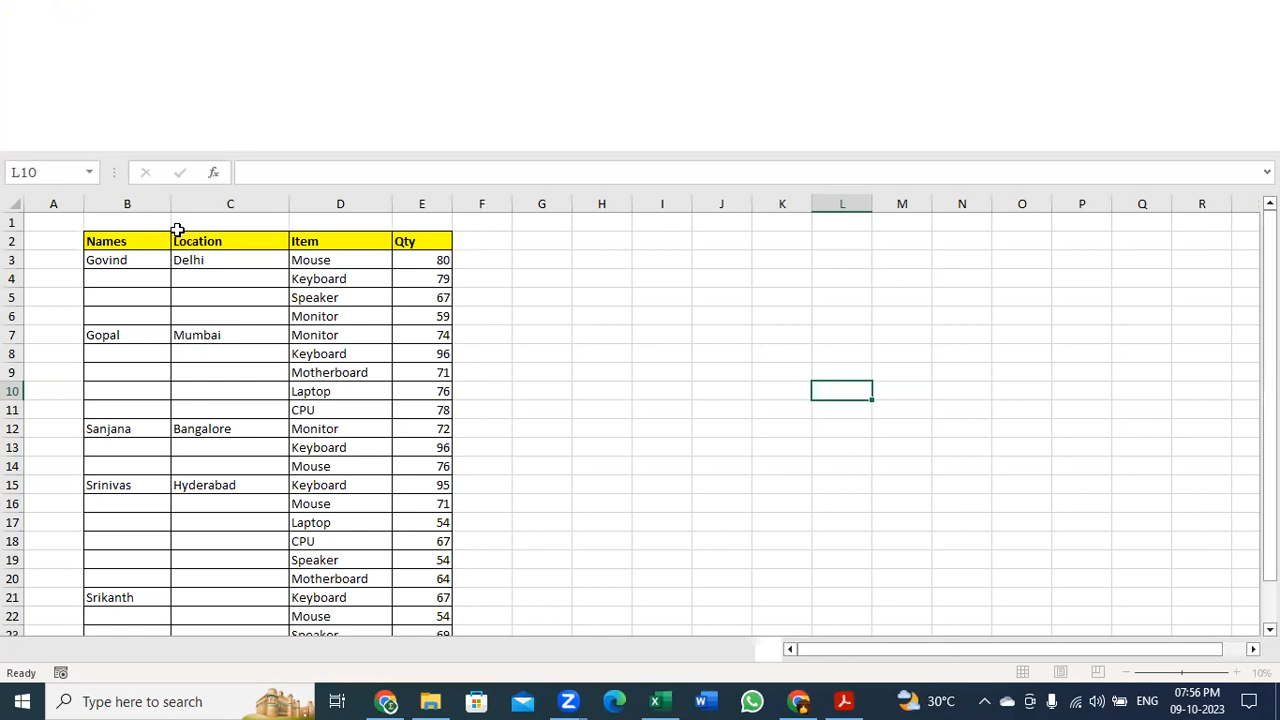 L10 fx
A B C D E F G H I J K L M N O P Q R
1
2 Names Location Item Qty
3 Govind Delhi Mouse 80
4 Keyboard 79
5 Speaker 67
6 Monitor 59
7 Gopal Mumbai Monitor 74
8 Keyboard 96
9 Motherboard 71
10 Laptop 76
11 CPU 78
12 Sanjana Bangalore Monitor 72
13 Keyboard 96
14 Mouse 76
15 Srinivas Hyderabad Keyboard 95
16 Mouse 71
17 Laptop 54
18 CPU 67
19 Speaker 54
20 Motherboard 64
21 Srikanth Keyboard 67
22 Mouse 54
23 Speaker 69
Ready 10%
Type here to search 30°C ENG 07:56 PM
09-10-2023